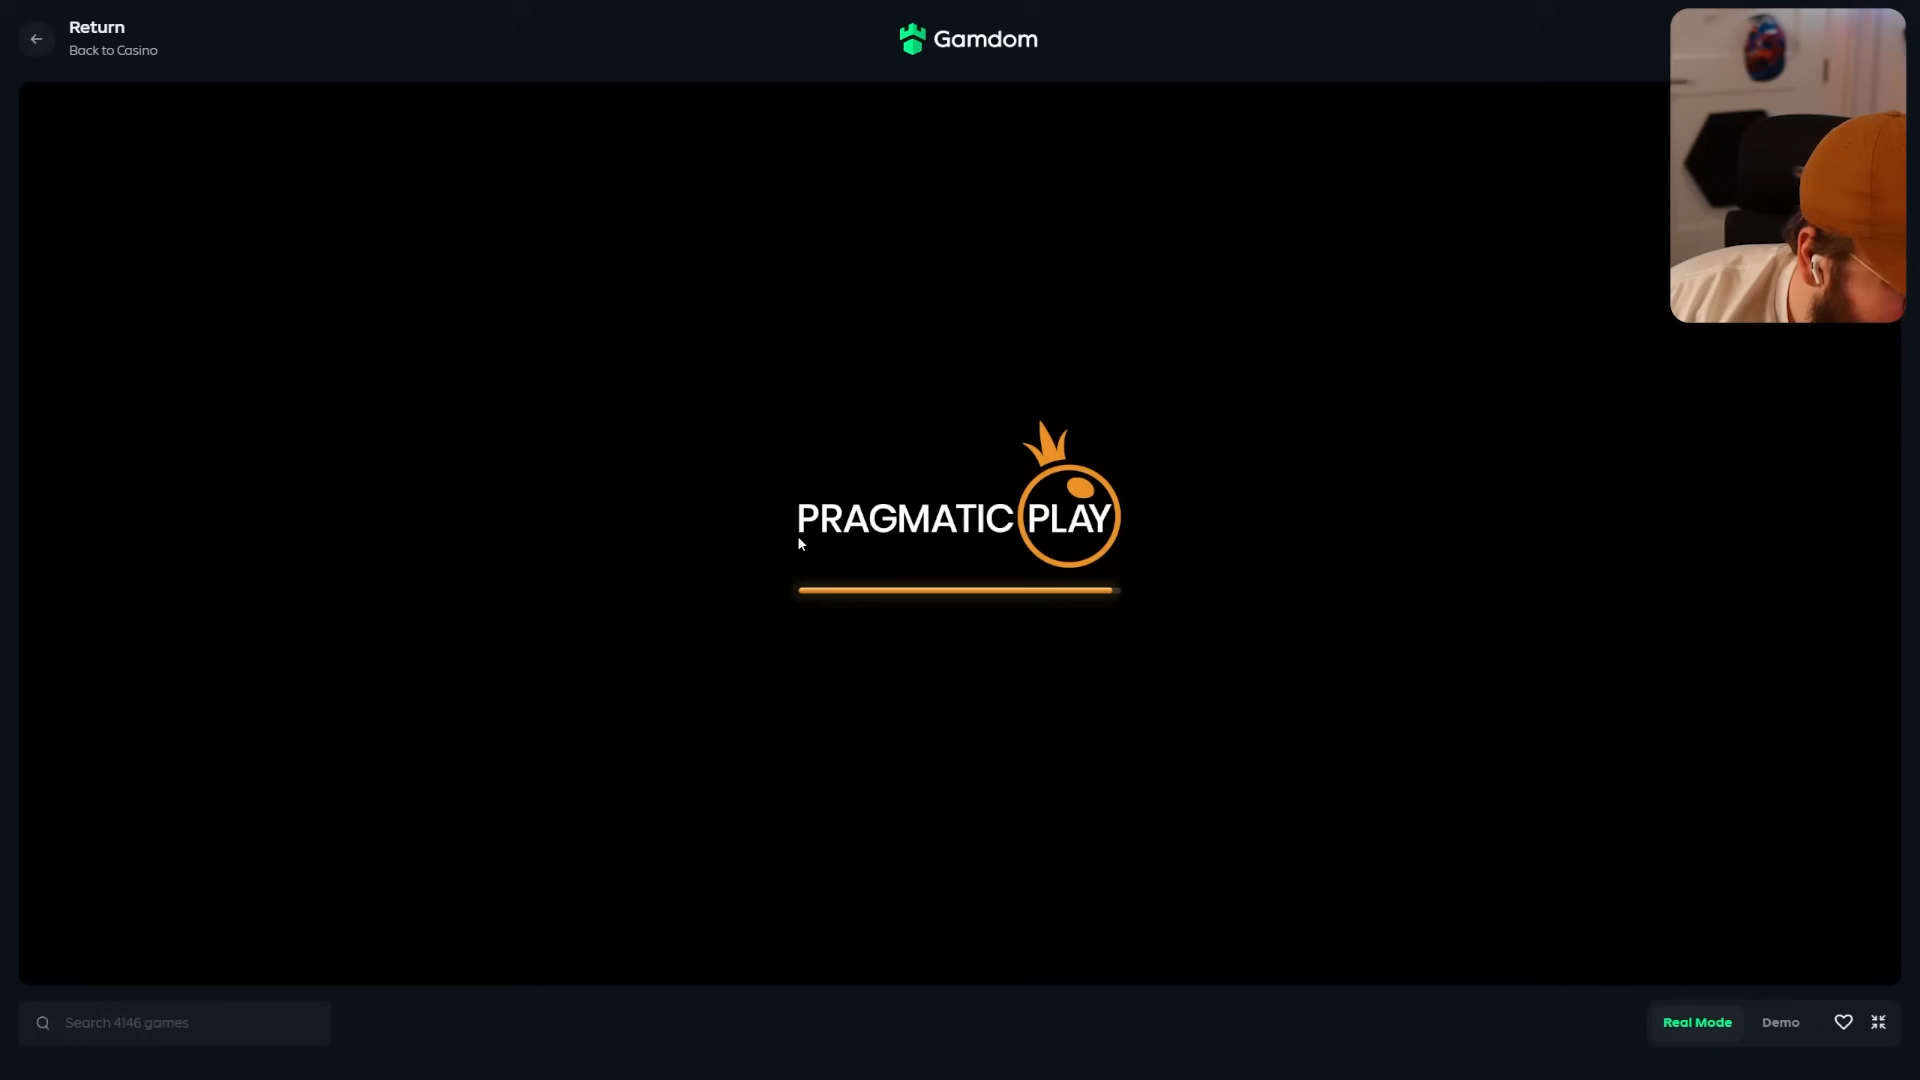 Return
Back to Casino
Gamdom
PRAGMATIC PLAY
Search 4146 games
Real Mode
Demo